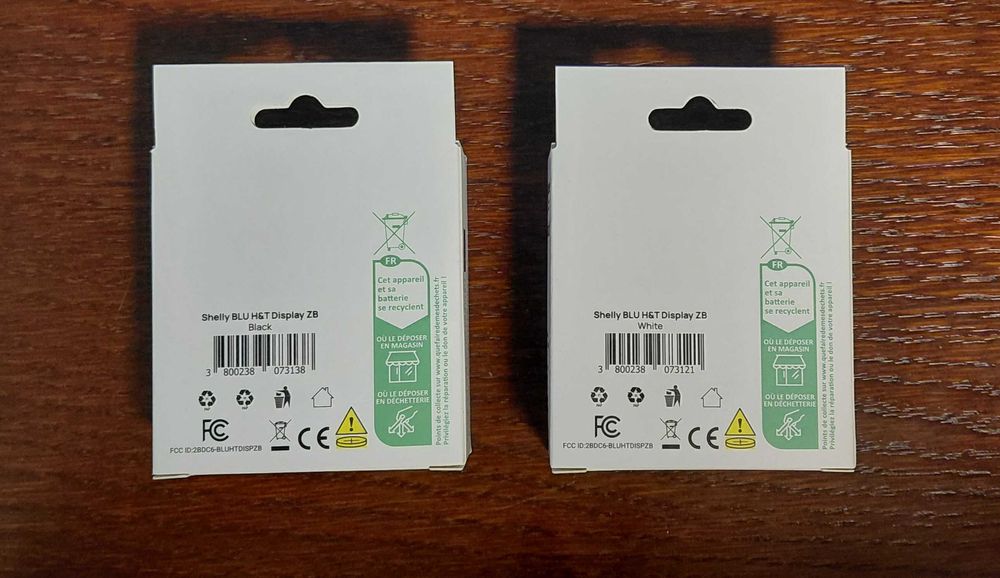 Shelly BLU H&T Display ZB
Black
3 800238 073138
PAP
PAP
FC
CE
FCC ID:2BDC6-BLUHTDISPZB
FR
Cet appareil
et sa
batterie
se recyclent
OÙ LE DÉPOSER
EN MAGASIN
OÙ LE DÉPOSER
EN DÉCHETTERIE
Points de collecte sur www.quefairedemesdechets.fr
Privilégiez la réparation ou le don de votre appareil !
Shelly BLU H&T Display ZB
White
3 800238 073121
PAP
PAP
FC
CE
FCC ID:2BDC6-BLUHTDISPZB
FR
Cet appareil
et sa
batterie
se recyclent
OÙ LE DÉPOSER
EN MAGASIN
OÙ LE DÉPOSER
EN DÉCHETTERIE
Points de collecte sur www.quefairedemesdechets.fr
Privilégiez la réparation ou le don de votre appareil !